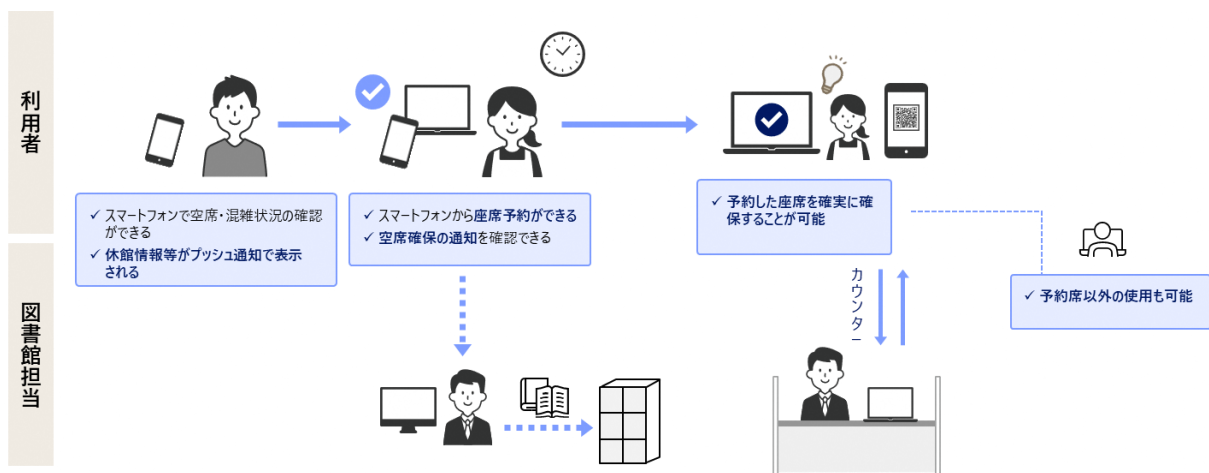 利用者
✓ スマートフォンで空席・混雑状況の確認
ができる
✓ 休館情報等がプッシュ通知で表示
される
✓ スマートフォンから座席予約ができる
✓ 空席確保の通知を確認できる
✓ 予約した座席を確実に確
保することが可能
✓ 予約席以外の使用も可能
カウンター
図書館担当